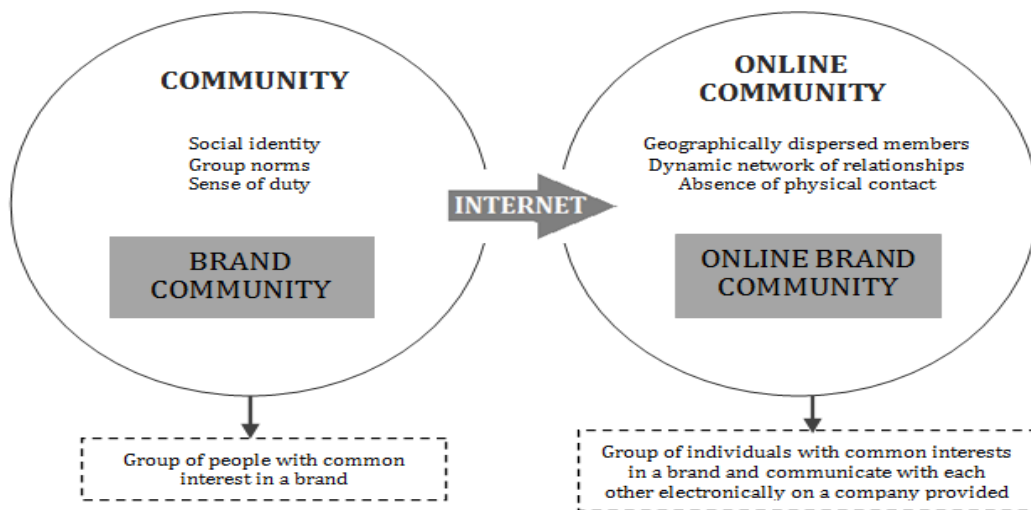 COMMUNITY
Social identity
Group norms
Sense of duty
BRAND
COMMUNITY
Group of people with common
interest in a brand
INTERNET
ONLINE
COMMUNITY
Geographically dispersed members
Dynamic network of relationships
Absence of physical contact
ONLINE BRAND
COMMUNITY
Group of individuals with common interests
in a brand and communicate with each
other electronically on a company provided